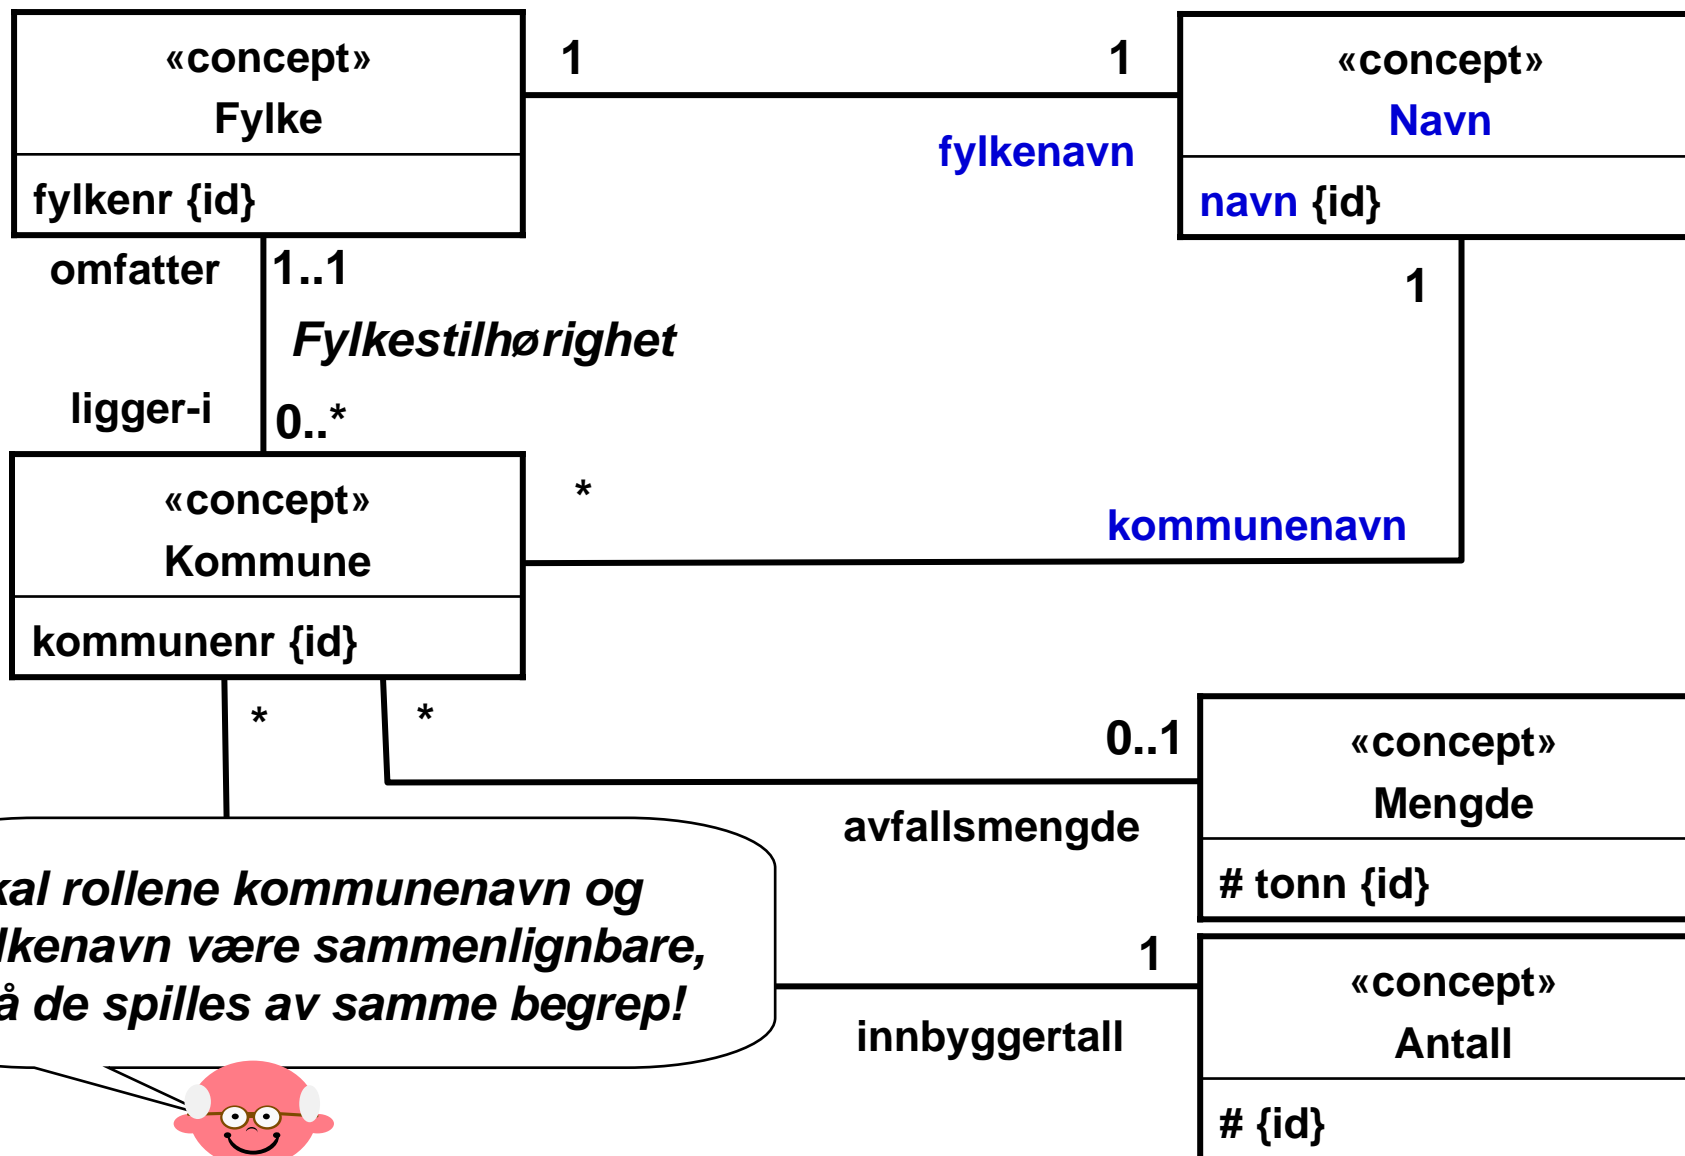 «concept»
Fylke
fylkenr {id}
1
1
fylkenavn
«concept»
Navn
navn {id}
omfatter
1..1
Fylkestilhørighet
ligger-i
0..*
1
«concept»
Kommune
kommunenr {id}
*
kommunenavn
*
*
0..1
avfallsmengde
«concept»
Mengde
# tonn {id}
rollene kommunenavn og
være sammenlignbare,
de spilles av samme begrep!
1
innbyggertall
«concept»
Antall
# {id}